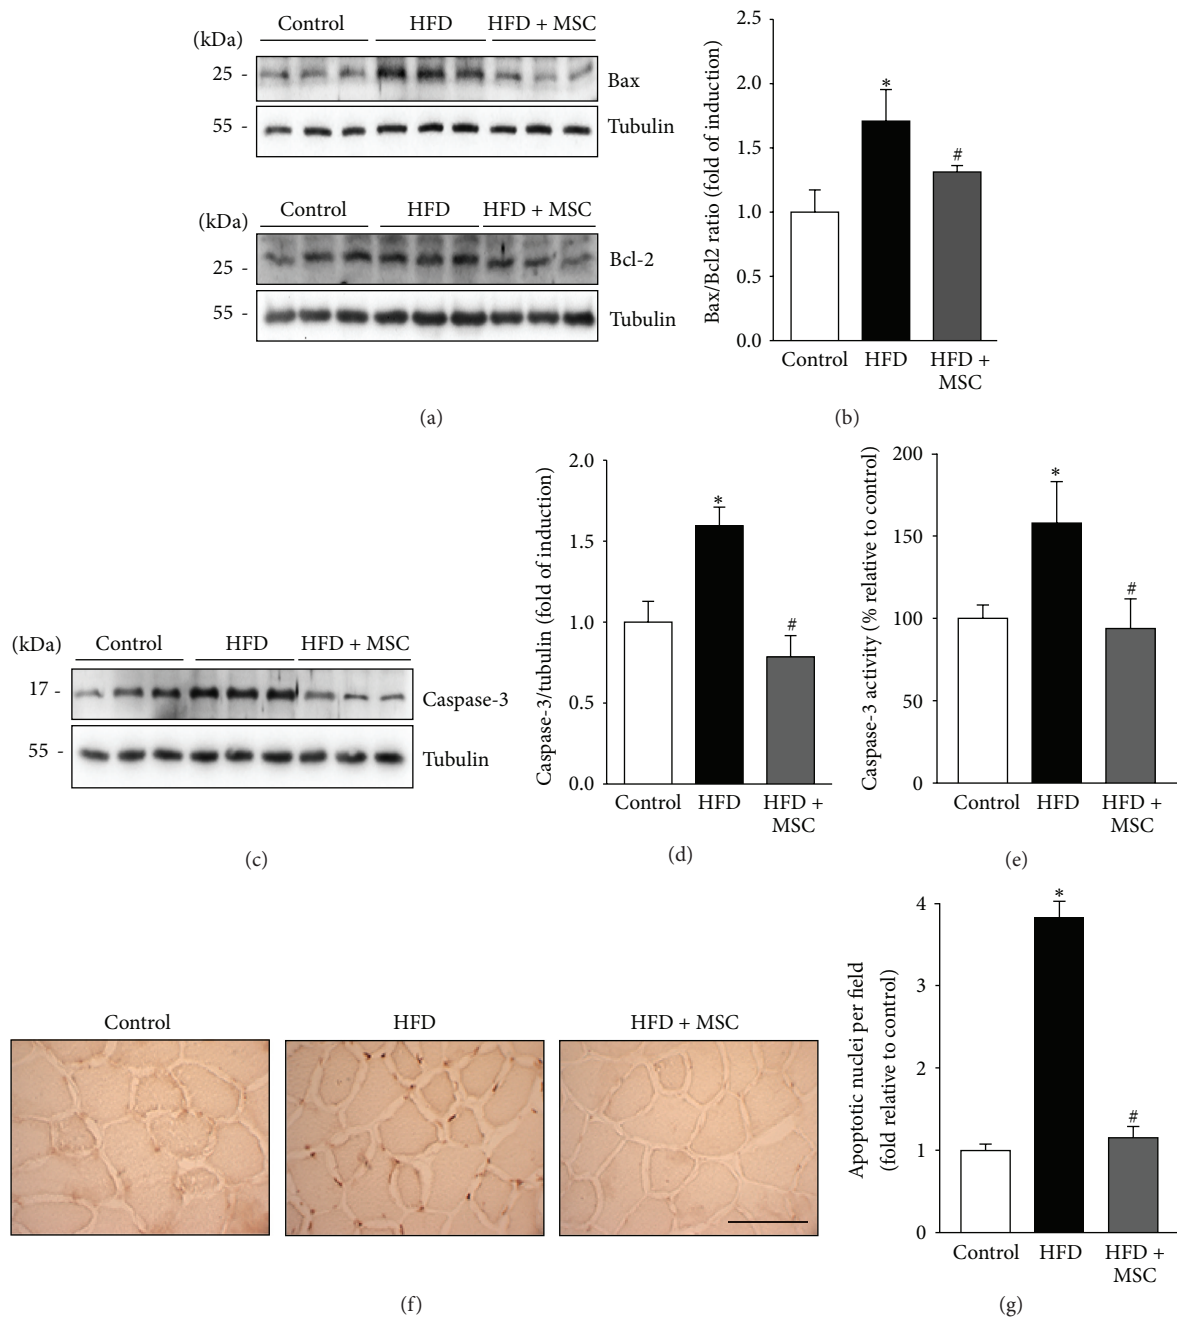 Control HFD HFD + MSC
(kDa)
25 - Bax
55 - Tubulin
Control HFD HFD + MSC
(kDa)
25 - Bcl-2
55 - Tubulin
(a)
Bax/Bcl2 ratio (fold of induction)
2.5
2.0
1.5
1.0
0.5
0.0
*
#
Control HFD HFD +
MSC
(b)
(kDa) Control HFD HFD + MSC
17 - Caspase-3
55 - Tubulin
(c)
Caspase-3/tubulin (fold of induction)
2.0
1.5
1.0
0.5
0.0
*
#
Control HFD HFD +
MSC
(d)
Caspase-3 activity (% relative to control)
200
150
100
50
0
*
#
Control HFD HFD +
MSC
(e)
Control HFD HFD + MSC
(f)
Apoptotic nuclei per field
(fold relative to control)
4
4
2
1
0
*
#
Control HFD HFD +
MSC
(g)